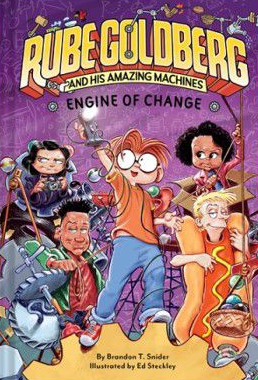 RUBE GOLDBERG
AND HIS AMAZING MACHINES
ENGINE OF CHANGE
By Brandon T. Snider
Illustrated by Ed Steckley